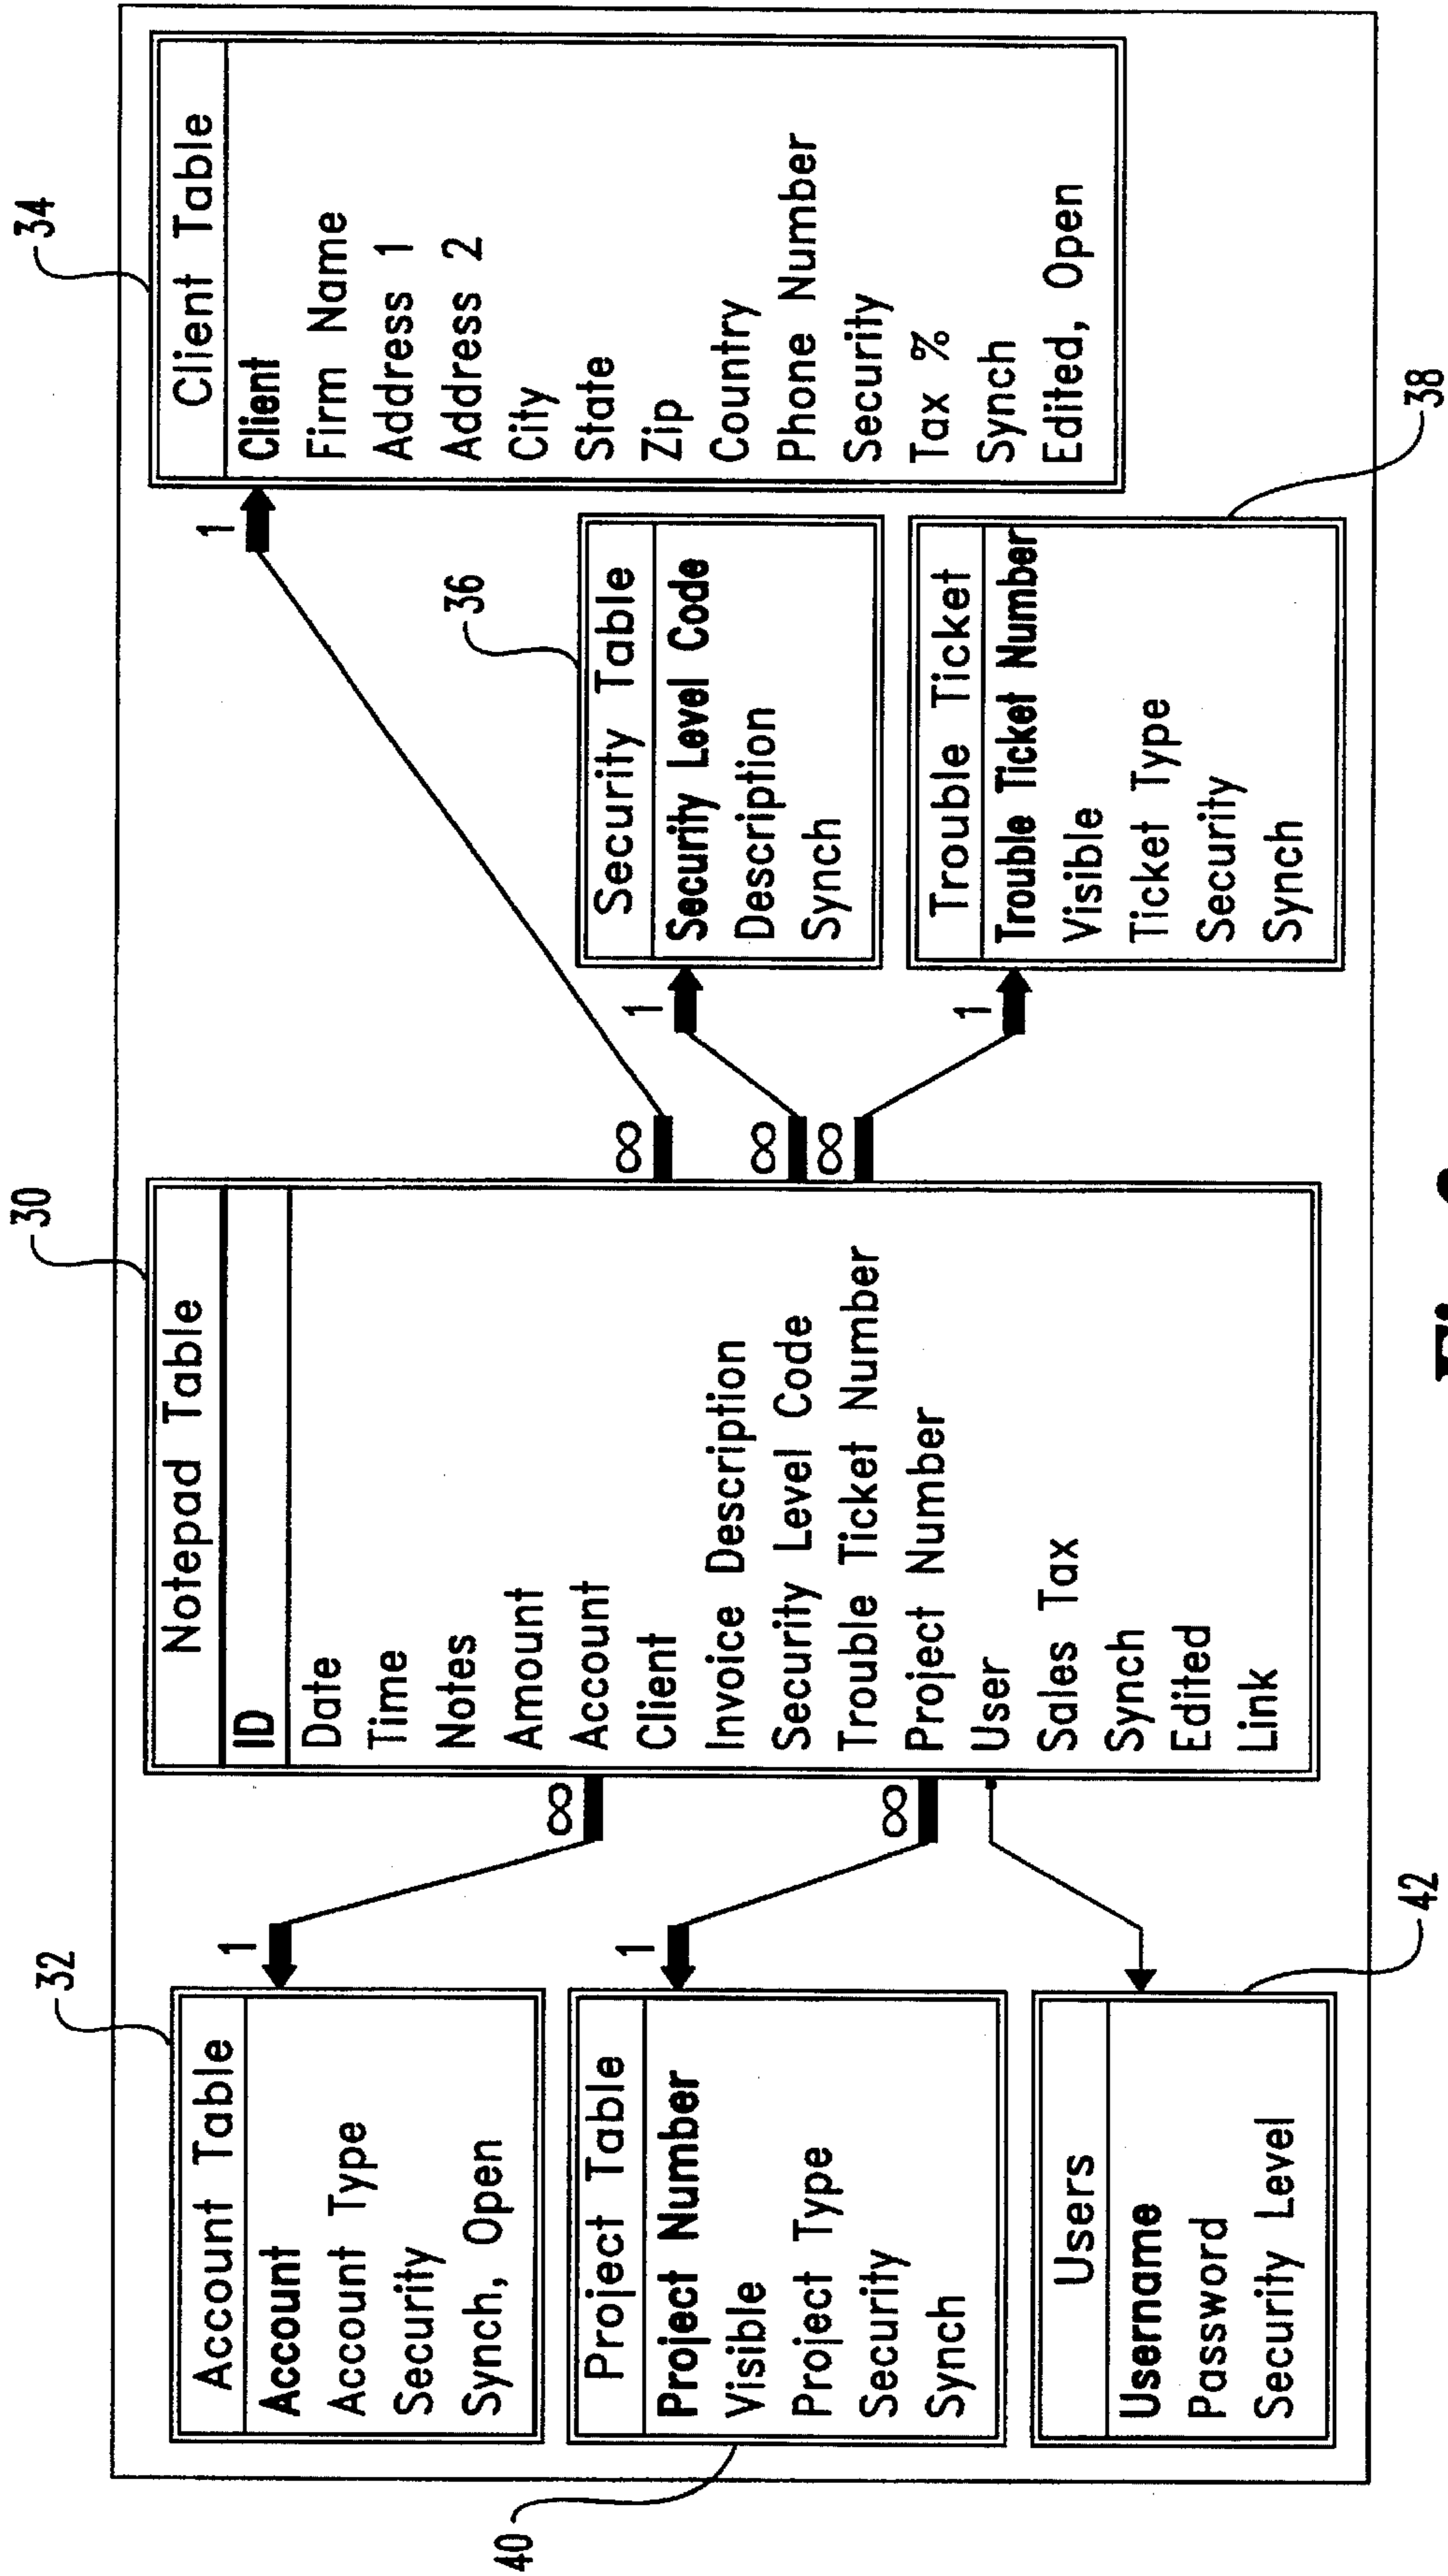 32
Account Table
Account
Account Type
Security
Synch, Open
1
∞
40
Project Table
Project Number
Visible
Project Type
Security
Synch
1
∞
Users
Username
Password
Security Level
42
30
Notepad Table
ID
Date
Time
Notes
Amount
Account
Client
Invoice Description
Security Level Code
Trouble Ticket Number
Project Number
User
Sales Tax
Synch
Edited
Link
∞
∞
∞
1
1
1
36
Security Table
Security Level Code
Description
Synch
Trouble Ticket
Trouble Ticket Number
Visible
Ticket Type
Security
Synch
38
34
Client Table
Client
Firm Name
Address 1
Address 2
City
State
Zip
Country
Phone Number
Security
Tax %
Synch
Edited, Open